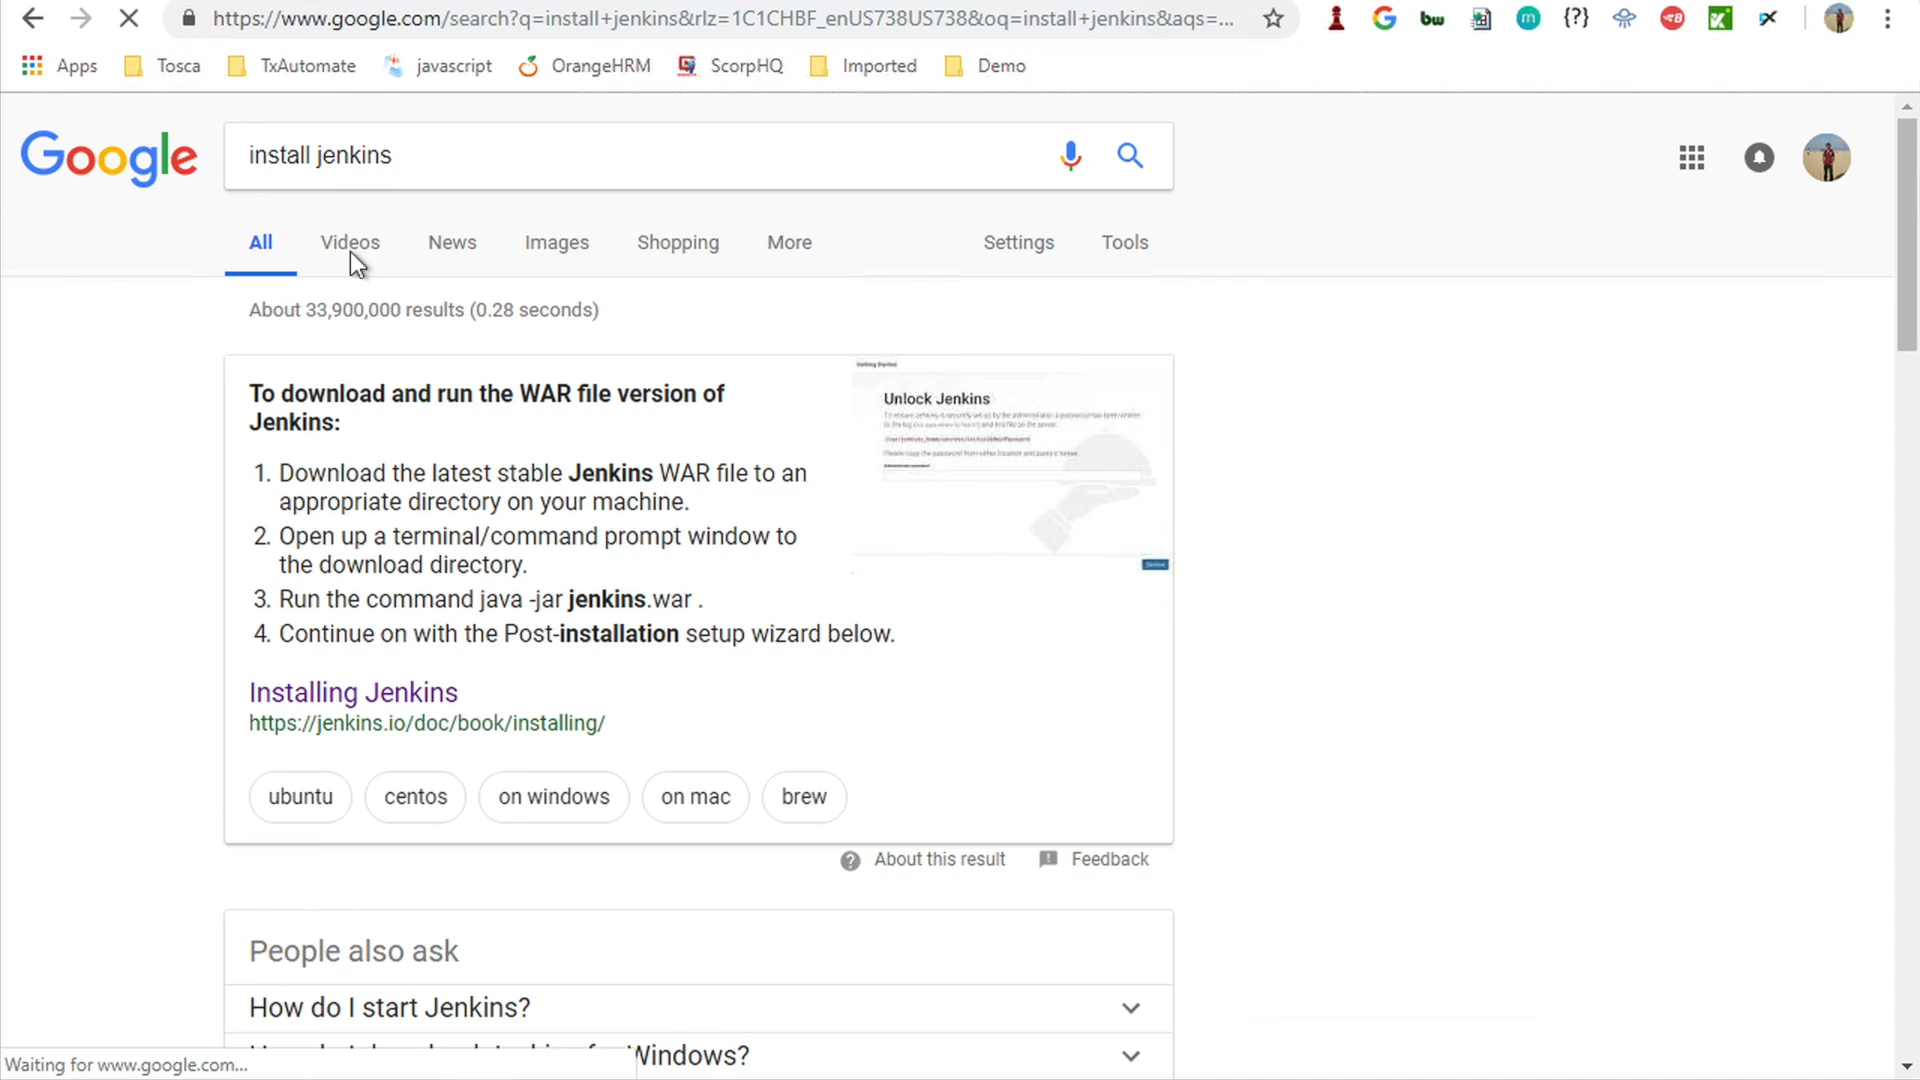 https://www.google.com/search?q=install+jenkins&rlz=1C1CHBF_enUS738US738&oq=install+jenkins&aqs=...
bw
m
{?}
Apps
Tosca
TxAutomate
javascript
OrangeHRM
ScorpHQ
Imported
Demo
Google
install jenkins
All
Videos
News
Images
Shopping
More
Settings
Tools
About 33,900,000 results (0.28 seconds)
To download and run the WAR file version of
Jenkins:
Getting Started
Unlock Jenkins
1. Download the latest stable Jenkins WAR file to an
appropriate directory on your machine.
2. Open up a terminal/command prompt window to
the download directory.
3. Run the command java -jar jenkins.war .
4. Continue on with the Post-installation setup wizard below.
Installing Jenkins
https://jenkins.io/doc/book/installing/
ubuntu
centos
on windows
on mac
brew
About this result
Feedback
People also ask
How do I start Jenkins?
Windows?
Waiting for www.google.com...